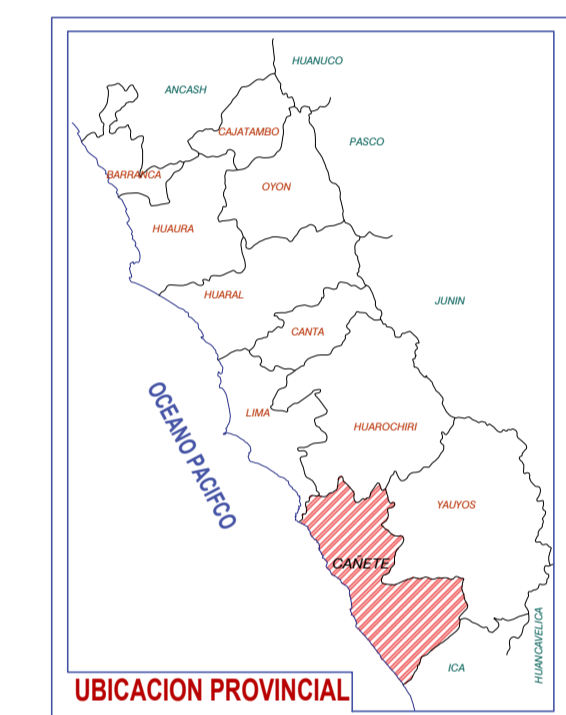 HUANUCO
ANCASH
CAJATAMBO
PASCO
BARRANCA
OYON
HUAURA
HUARAL
JUNIN
CANTA
LIMA
HUAROCHIRI
OCEANO PACIFCO
YAUYOS
CAÑETE
HUANCAVELICA
ICA
UBICACION PROVINCIAL